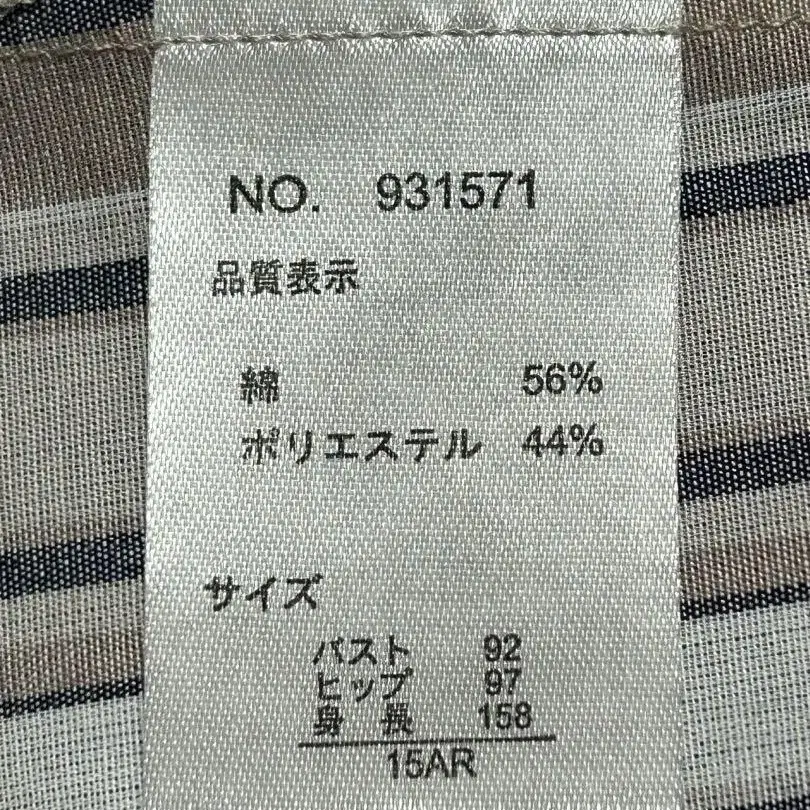 NO. 931571
品質表示
綿 56%
ポリエステル 44%
サイズ
バスト 92
ヒップ 97
身 長 158
15AR